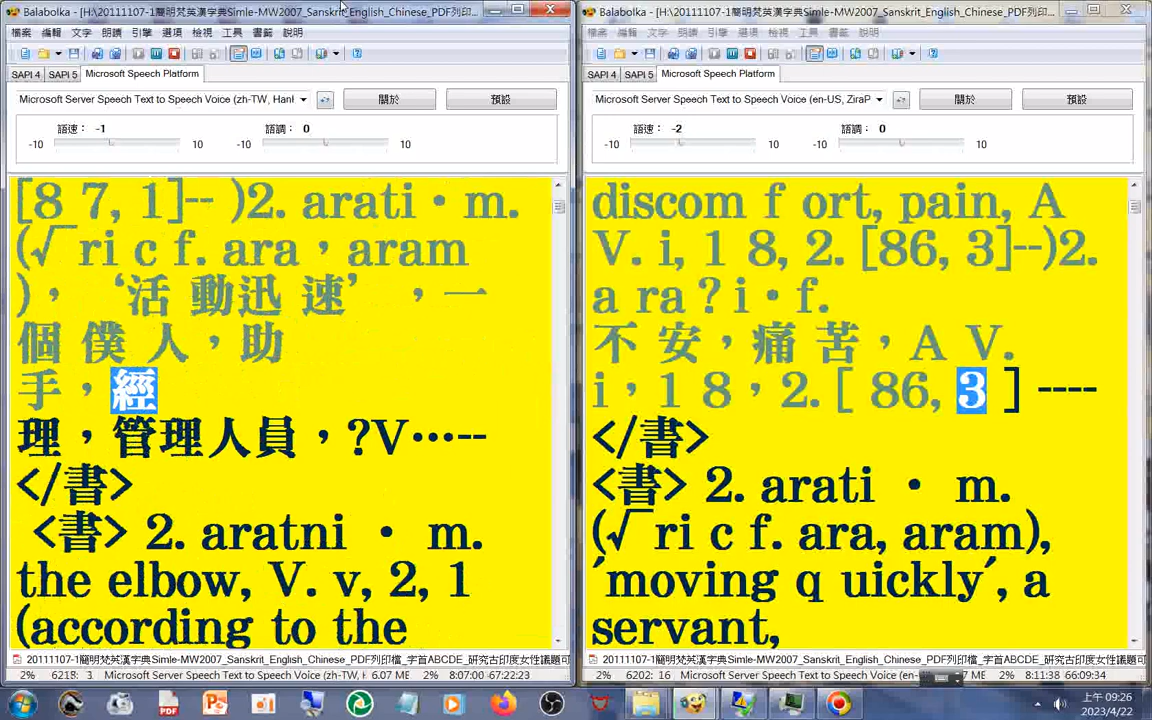 Balabolka - [H:\20111107-1簡明梵英漢字典Simle-MW2007_Sanskrit_English_Chinese_PDF列印...
檔案 編輯 文字 朗讀 引擎 選項 檢視 工具 書籤 說明
SAPI 4 SAPI 5 Microsoft Speech Platform
Microsoft Server Speech Text to Speech Voice (zh-TW, Hanl
關於 預設
語速： -1 語調： 0
-10 10 -10 10
[8 7, 1]-- )2. arati · m.
(√ ri c f. ara，aram
)， ‘活 動迅 速’ ，一
個 僕 人，助
手，經
理，管理人員，?V…--
</書>
<書> 2. aratni · m.
the elbow, V. v, 2, 1
(according to the
20111107-1簡明梵英漢字典Simle-MW2007_Sanskrit_English_Chinese_PDF列印檔_字首ABCDE_研究古印度女性議題可
2% 6218: 3 Microsoft Server Speech Text to Speech Voice (zh-TW, H 6.07 MB 2% 8:07:00 67:22:23
Balabolka - [H:\20111107-1簡明梵英漢字典Simle-MW2007_Sanskrit_English_Chinese_PDF列印...
檔案 編輯 文字 朗讀 引擎 選項 檢視 工具 書籤 說明
SAPI 4 SAPI 5 Microsoft Speech Platform
Microsoft Server Speech Text to Speech Voice (en-US, ZiraP
關於 預設
語速： -2 語調： 0
-10 10 -10 10
discom f ort, pain, A
V. i, 1 8, 2. [86, 3]--)2.
a ra ? i · f.
不 安，痛 苦，A V.
i，1 8，2. [ 86, 3 ] ----
</書>
<書> 2. arati · m.
(√ ri c f. ara, aram),
´moving q uickly´, a
servant,
20111107-1簡明梵英漢字典Simle-MW2007_Sanskrit_English_Chinese_PDF列印檔_字首ABCDE_研究古印度女性議題可
2% 6202: 16 Microsoft Server Speech Text to Speech Voice 7 MB 2% 8:11:38 66:09:34
上午 09:26
2023/4/22